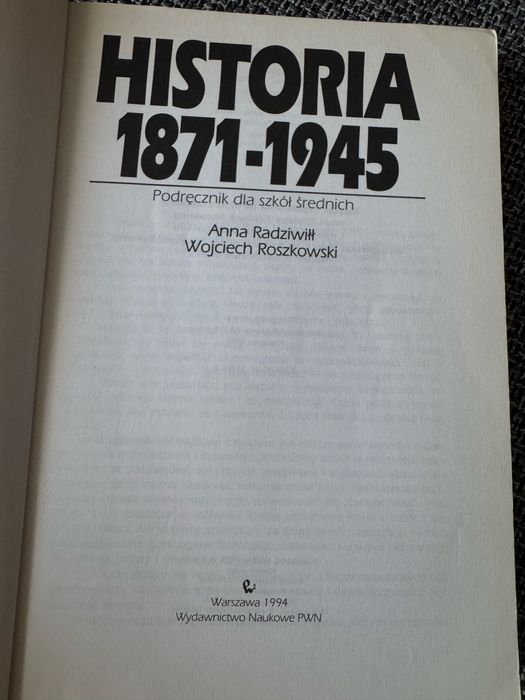 HISTORIA
1871-1945
Podręcznik dla szkół średnich
Anna Radziwiłł
Wojciech Roszkowski
Warszawa 1994
Wydawnictwo Naukowe PWN